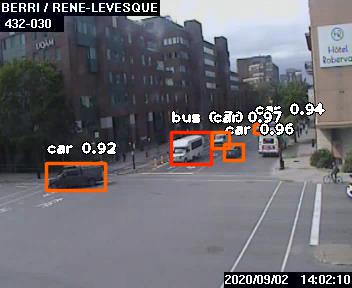 BERRI / RENE-LEVESQUE
432-030
UQAM
Hôtel
Roberval
car 0.94
bus
0.97
car 0.96
car 0.92
2020/09/02 14:02:10